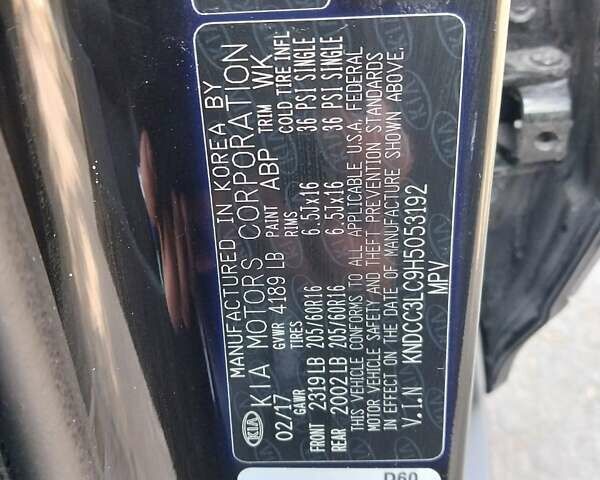 MANUFACTURED IN KOREA BY
KIA KIA MOTORS CORPORATION
02/17 GVWR 4189 LB PAINT ABP TRIM WK
GAWR TIRES RIMS COLD TIRE INFL
FRONT 2319 LB 205/60R16 6.5Jx16 36 PSI SINGLE
REAR 2002 LB 205/60R16 6.5Jx16 36 PSI SINGLE
THIS VEHICLE CONFORMS TO ALL APPLICABLE U.S.A. FEDERAL
MOTOR VEHICLE SAFETY AND THEFT PREVENTION STANDARDS
IN EFFECT ON THE DATE OF MANUFACTURE SHOWN ABOVE.
V.I.N KNDCC3LC9H5053192
MPV
D60